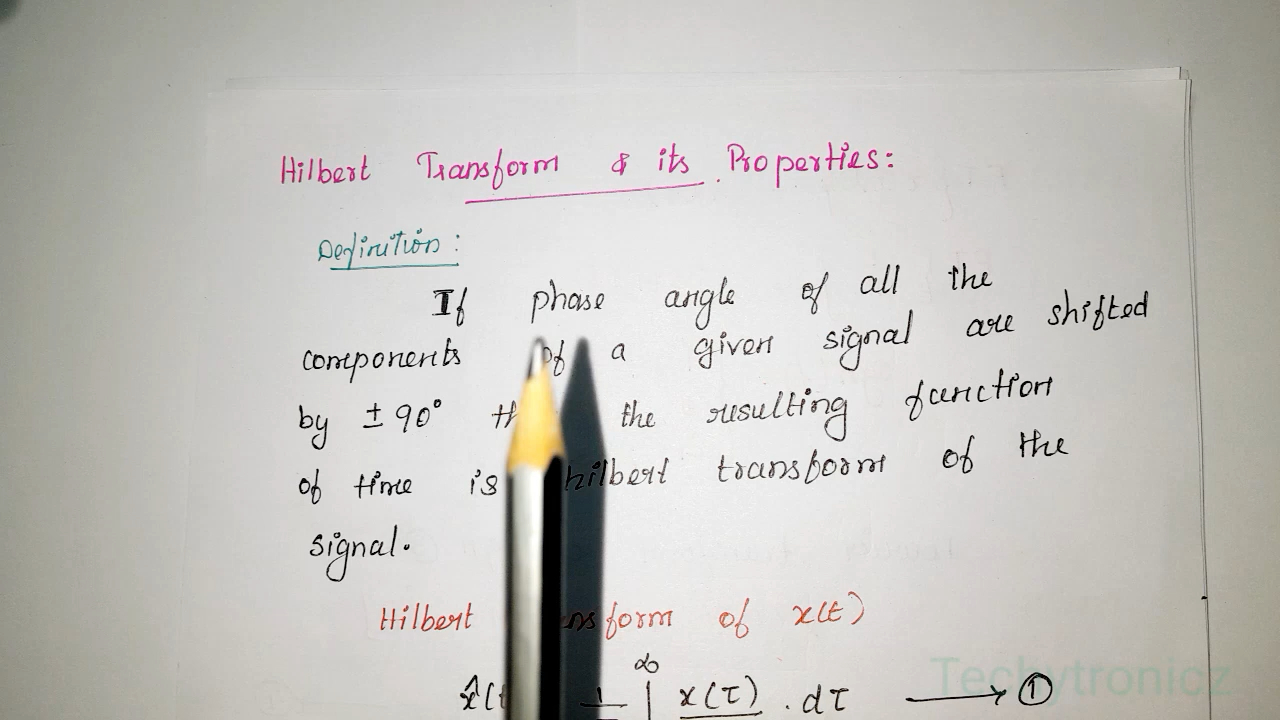 Hilbert Transform & its Properties:
Definition:
If phase angle of all the
components of a given signal are shifted
by ± 90° the resulting function
of time is hilbert transform of the
signal.
Hilbert of x(t)
∞
x(τ) . dτ ⟶ ①
Techytronicz